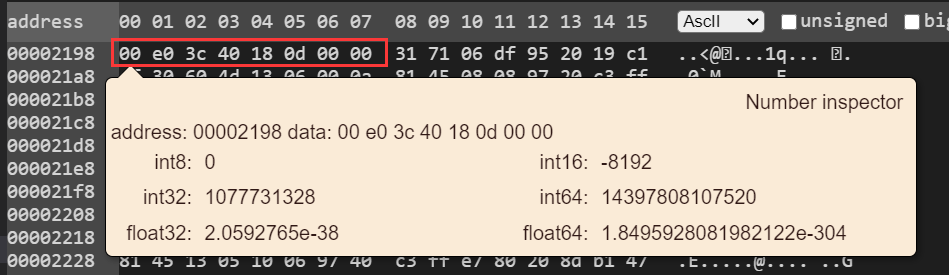 address 00 01 02 03 04 05 06 07 08 09 10 11 12 13 14 15 AscII unsigned big
00002198 00 e0 3c 40 18 0d 00 00 31 71 06 df 95 20 19 c1 ..<@...1q... .
000021a8 30 60 4d 13 06 00 0a 81 45 08 08 97 20 c3 ff
000021b8
Number inspector
address: 00002198 data: 00 e0 3c 40 18 0d 00 00
000021c8
000021d8
int8: 0 int16: -8192
000021e8
int32: 1077731328 int64: 14397808107520
000021f8
00002208
float32: 2.0592765e-38 float64: 1.8495928081982122e-304
00002218
00002228 81 45 13 05 10 06 97 40 c3 ff e7 80 20 8d b1 47 .E.....@.... ..G